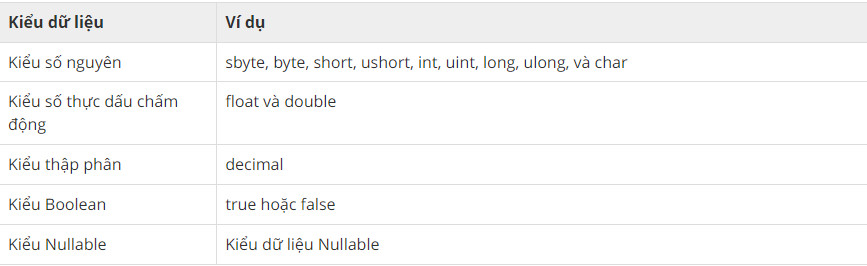 Kiểu dữ liệu Ví dụ
Kiểu số nguyên sbyte, byte, short, ushort, int, uint, long, ulong, và char
Kiểu số thực dấu chấm động float và double
Kiểu thập phân decimal
Kiểu Boolean true hoặc false
Kiểu Nullable Kiểu dữ liệu Nullable